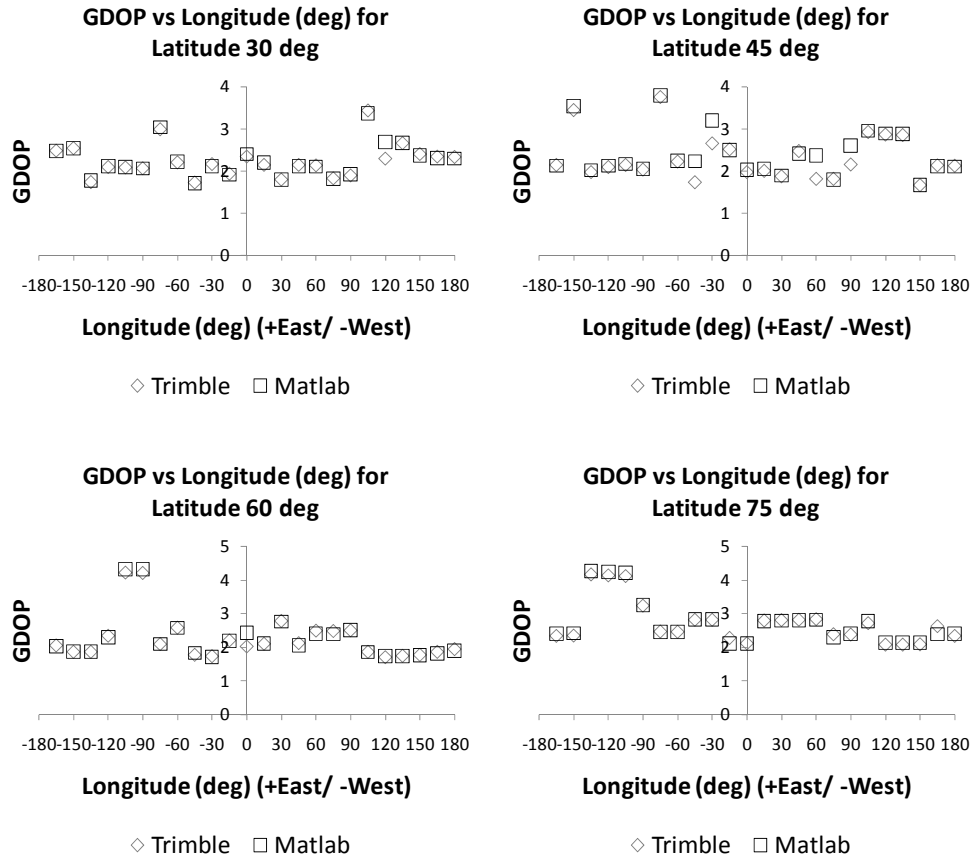 GDOP vs Longitude (deg) for
Latitude 30 deg
GDOP
4
3
2
1
0
-180 -150 -120 -90 -60 -30 0 30 60 90 120 150 180
Longitude (deg) (+East/ -West)
Trimble Matlab
GDOP vs Longitude (deg) for
Latitude 45 deg
GDOP
4
3
2
1
0
-180 -150 -120 -90 -60 -30 0 30 60 90 120 150 180
Longitude (deg) (+East/ -West)
Trimble Matlab
GDOP vs Longitude (deg) for
Latitude 60 deg
GDOP
5
4
3
2
1
0
-180 -150 -120 -90 -60 -30 0 30 60 90 120 150 180
Longitude (deg) (+East/ -West)
Trimble Matlab
GDOP vs Longitude (deg) for
Latitude 75 deg
GDOP
5
4
3
2
1
0
-180 -150 -120 -90 -60 -30 0 30 60 90 120 150 180
Longitude (deg) (+East/ -West)
Trimble Matlab